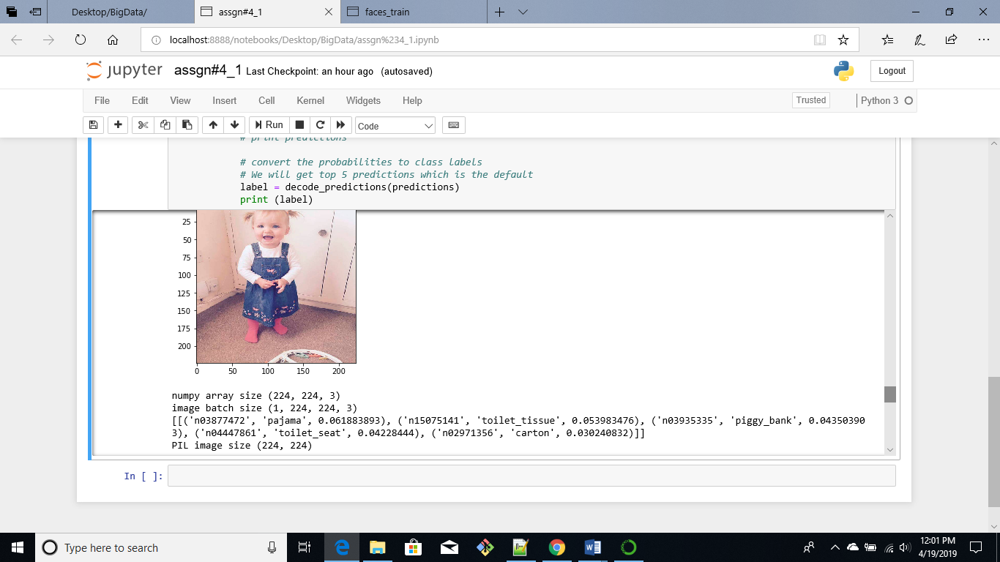 Desktop/BigData/ assgn#4_1 faces_train
localhost:8888/notebooks/Desktop/BigData/assgn%234_1.ipynb
jupyter assgn#4_1 Last Checkpoint: an hour ago (autosaved) Logout
File Edit View Insert Cell Kernel Widgets Help Trusted Python 3
Run Code
# print predictions
# convert the probabilities to class labels
# We will get top 5 predictions which is the default
label = decode_predictions(predictions)
print (label)
25
50
75
100
125
150
175
200
0 50 100 150 200
numpy array size (224, 224, 3)
image batch size (1, 224, 224, 3)
[[('n03877472', 'pajama', 0.061883893), ('n15075141', 'toilet_tissue', 0.053983476), ('n03935335', 'piggy_bank', 0.04350390
3), ('n04447861', 'toilet_seat', 0.04228444), ('n02971356', 'carton', 0.030240832)]]
PIL image size (224, 224)
In [ ]:
Type here to search
12:01 PM
4/19/2019